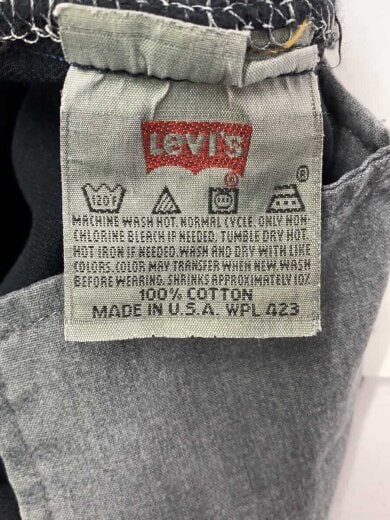 Levi's
®
®
120F
MACHINE WASH HOT, NORMAL CYCLE. ONLY NON-
CHLORINE BLEACH IF NEEDED. TUMBLE DRY HOT.
HOT IRON IF NEEDED. WASH AND DRY WITH LIKE
COLORS. COLOR MAY TRANSFER WHEN NEW. WASH
BEFORE WEARING. SHRINKS APPROXIMATELY 10%
100% COTTON
MADE IN U.S.A. WPL 423